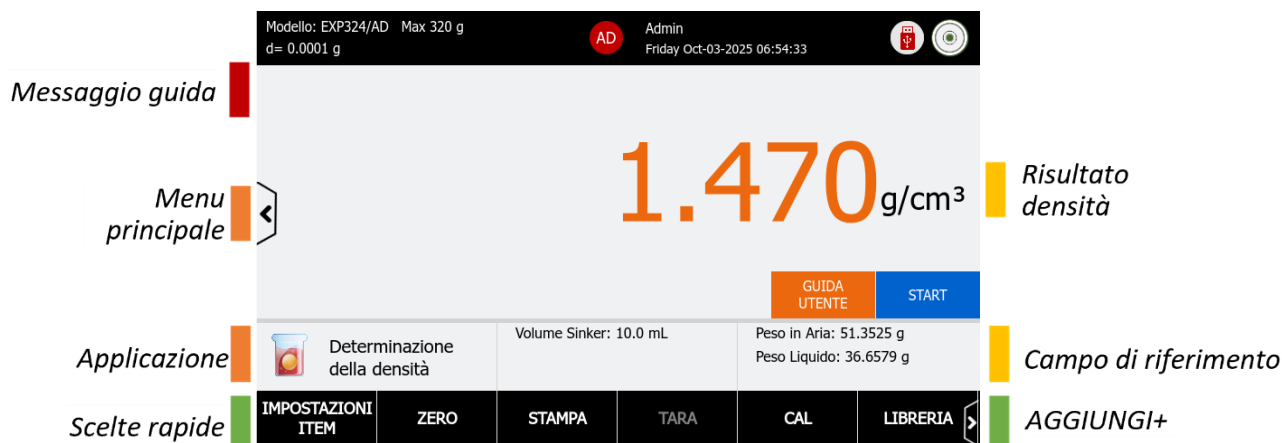 Modello: EXP324/AD Max 320 g
d= 0.0001 g
AD
Admin
Friday Oct-03-2025 06:54:33
Messaggio guida
1.470 g/cm³
Menu
principale
Risultato
densità
GUIDA
UTENTE
START
Applicazione
Determinazione
della densità
Volume Sinker: 10.0 mL
Peso in Aria: 51.3525 g
Peso Liquido: 36.6579 g
Campo di riferimento
Scelte rapide
IMPOSTAZIONI
ITEM
ZERO
STAMPA
TARA
CAL
LIBRERIA
AGGIUNGI+